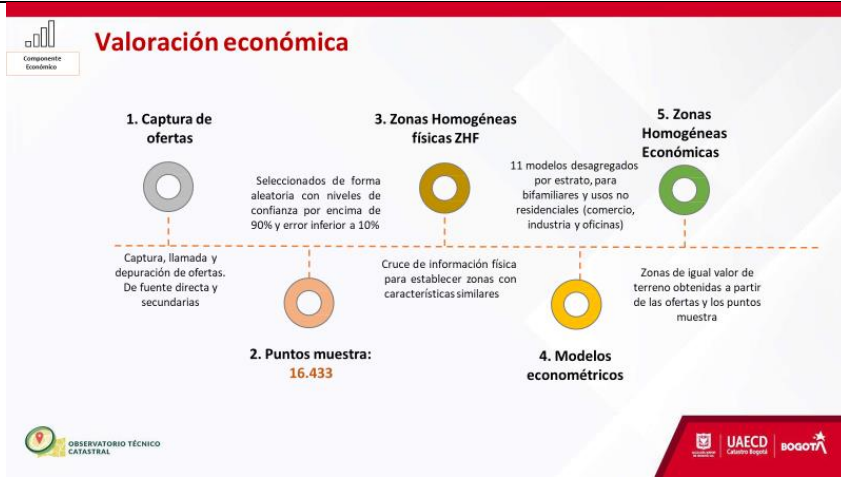 Componente
Económico
Valoración económica
1. Captura de
ofertas
Captura, llamada y
depuración de ofertas.
De fuente directa y
secundarias
Seleccionados de forma
aleatoria con niveles de
confianza por encima de
90% y error inferior a 10%
2. Puntos muestra:
16.433
3. Zonas Homogéneas
físicas ZHF
Cruce de información física
para establecer zonas con
características similares
11 modelos desagregados
por estrato, para
bifamiliares y usos no
residenciales (comercio,
industria y oficinas)
4. Modelos
econométricos
5. Zonas
Homogéneas
Económicas
Zonas de igual valor de
terreno obtenidas a partir
de las ofertas y los puntos
muestra
OBSERVATORIO TÉCNICO
CATASTRAL
UAECD
Catastro Bogotá
BOGOTÁ